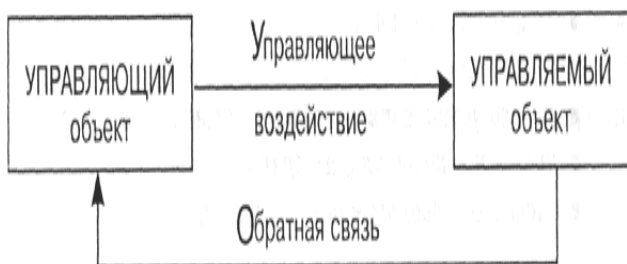 УПРАВЛЯЮЩИЙ
объект
Управляющее
воздействие
УПРАВЛЯЕМЫЙ
объект
Обратная связь